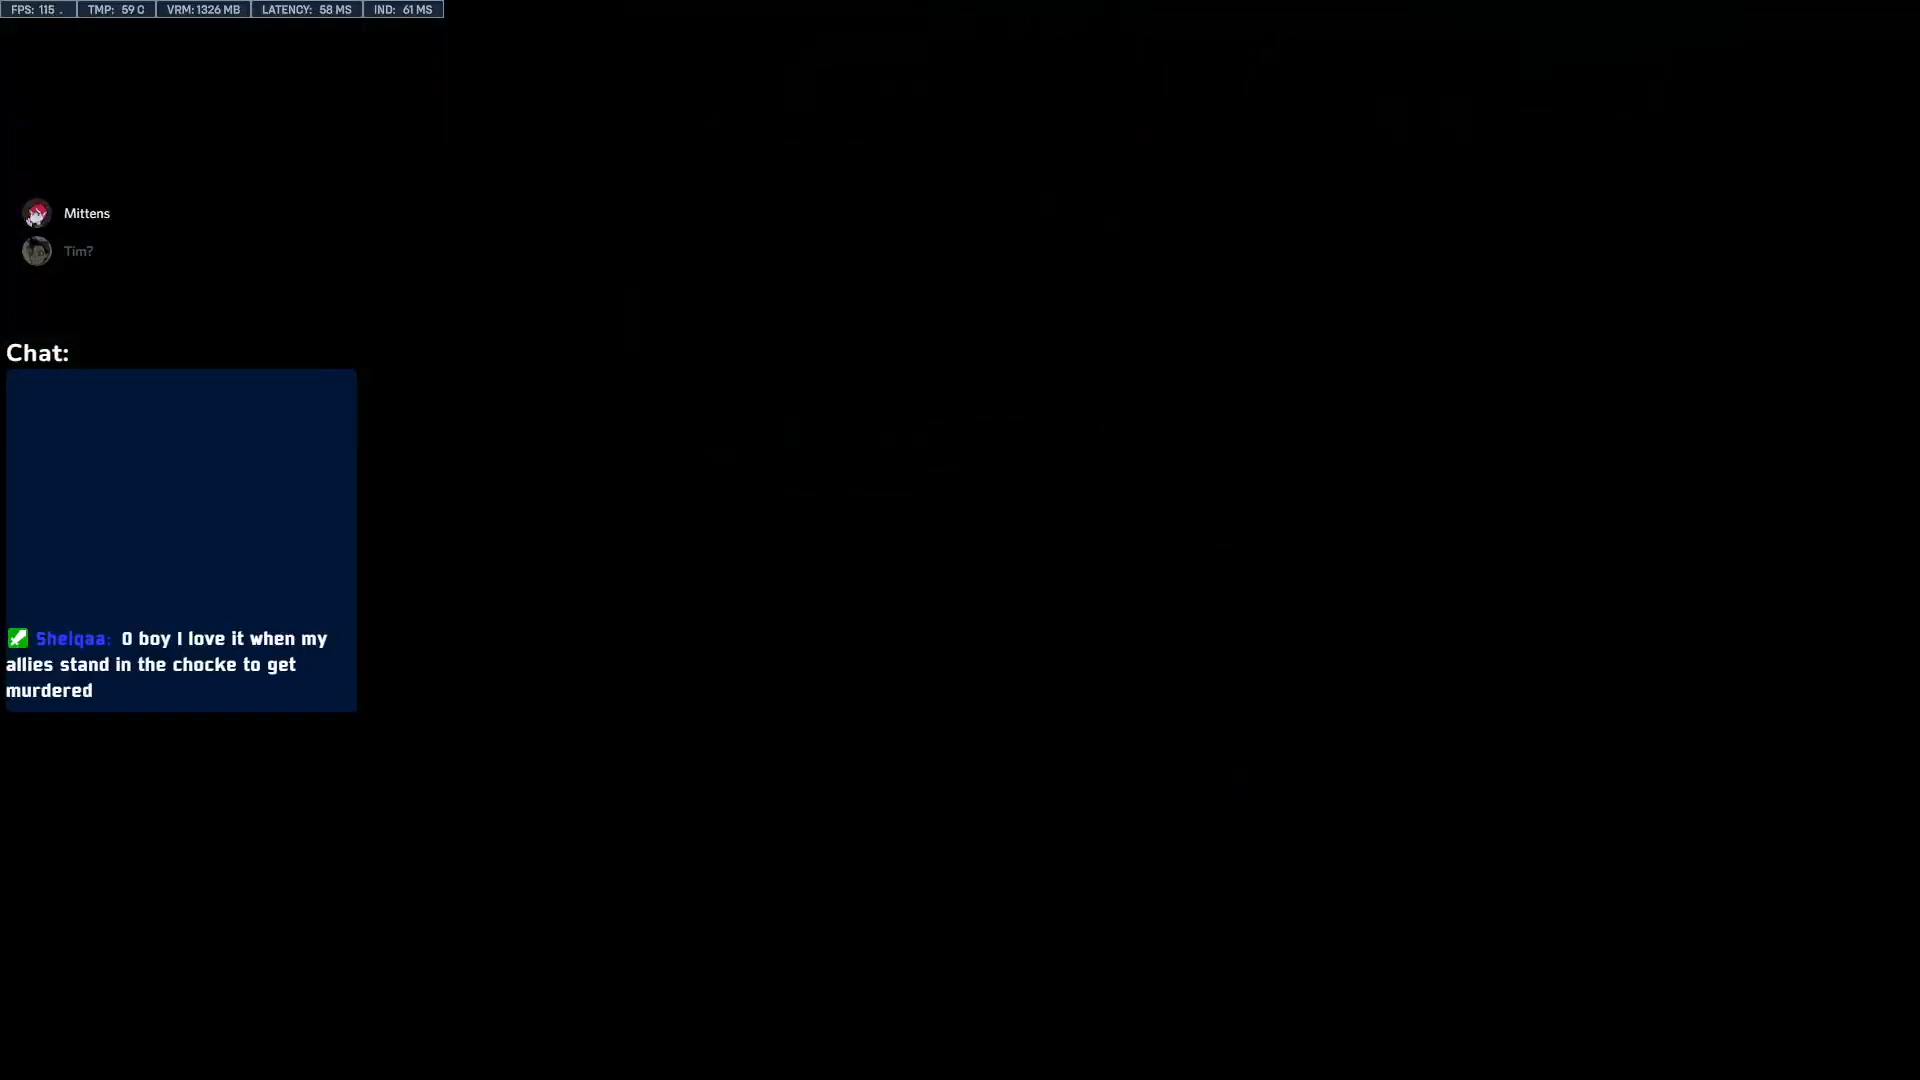 FPS: 115 . TMP: 59 C VRM: 1326 MB LATENCY: 58 MS IND: 61 MS
Mittens
Tim?
Chat:
Shelqaa: O boy I love it when my
allies stand in the chocke to get
murdered